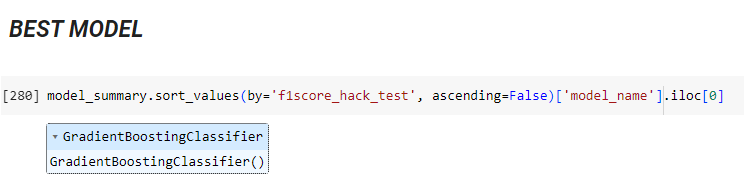 BEST MODEL
[280] model_summary.sort_values(by='f1score_hack_test', ascending=False)['model_name'].iloc[0]
▾ GradientBoostingClassifier
GradientBoostingClassifier()